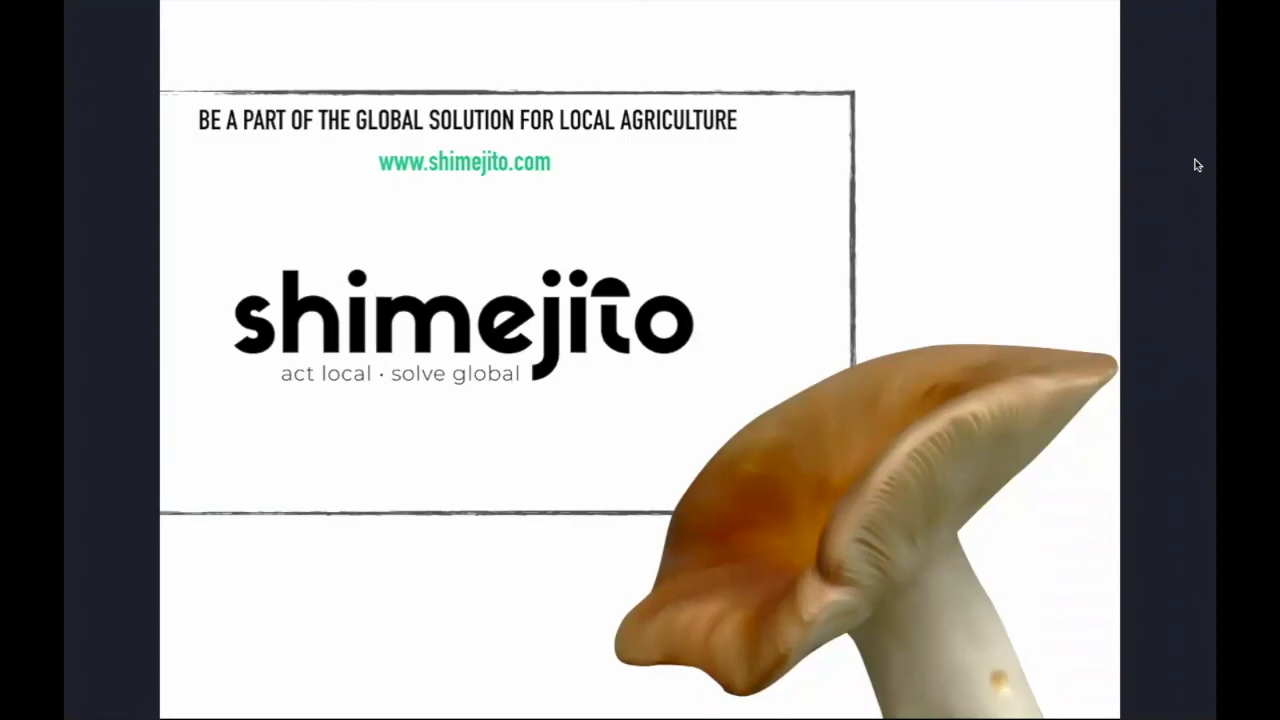 BE A PART OF THE GLOBAL SOLUTION FOR LOCAL AGRICULTURE
www.shimejito.com
shimejito
act local · solve global